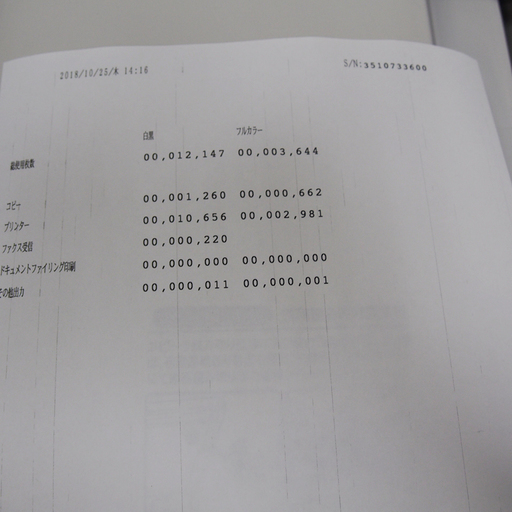 2018/10/25/木 14:16 S/N:3510733600
白黒 フルカラー
総使用枚数 00,012,147 00,003,644
コピー 00,001,260 00,000,662
プリンター 00,010,656 00,002,981
ファクス受信 00,000,220
ドキュメントファイリング印刷 00,000,000 00,000,000
その他出力 00,000,011 00,000,001